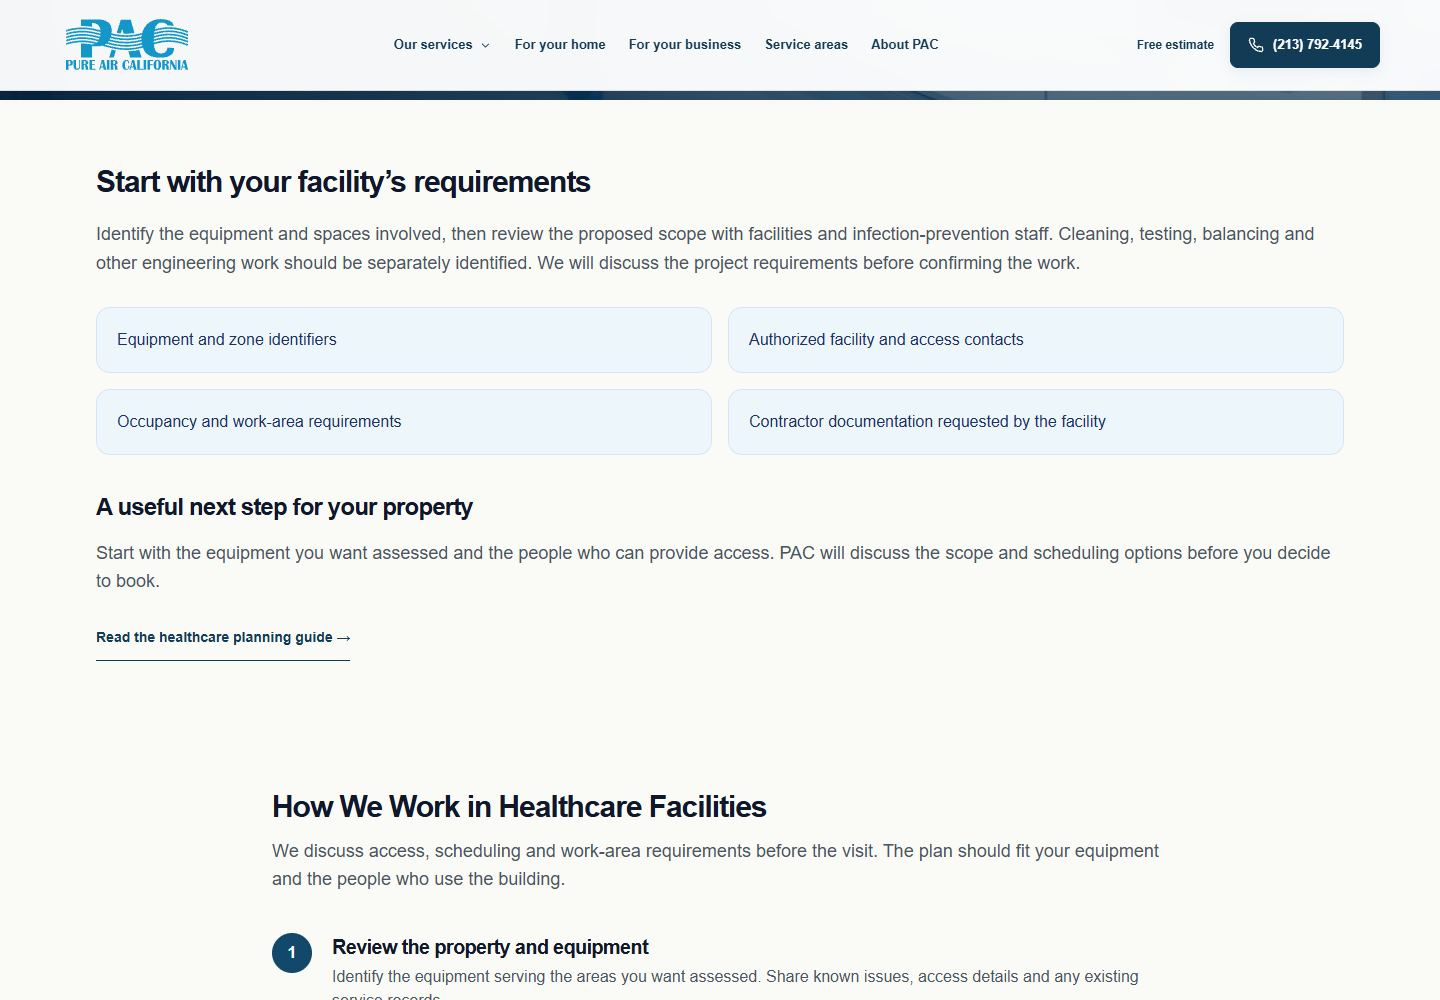 PAC
PURE AIR CALIFORNIA
Our services
For your home
For your business
Service areas
About PAC
Free estimate
(213) 792-4145
Start with your facility’s requirements
Identify the equipment and spaces involved, then review the proposed scope with facilities and infection-prevention staff. Cleaning, testing, balancing and
other engineering work should be separately identified. We will discuss the project requirements before confirming the work.
Equipment and zone identifiers
Authorized facility and access contacts
Occupancy and work-area requirements
Contractor documentation requested by the facility
A useful next step for your property
Start with the equipment you want assessed and the people who can provide access. PAC will discuss the scope and scheduling options before you decide
to book.
Read the healthcare planning guide →
How We Work in Healthcare Facilities
We discuss access, scheduling and work-area requirements before the visit. The plan should fit your equipment
and the people who use the building.
1
Review the property and equipment
Identify the equipment serving the areas you want assessed. Share known issues, access details and any existing
service records.